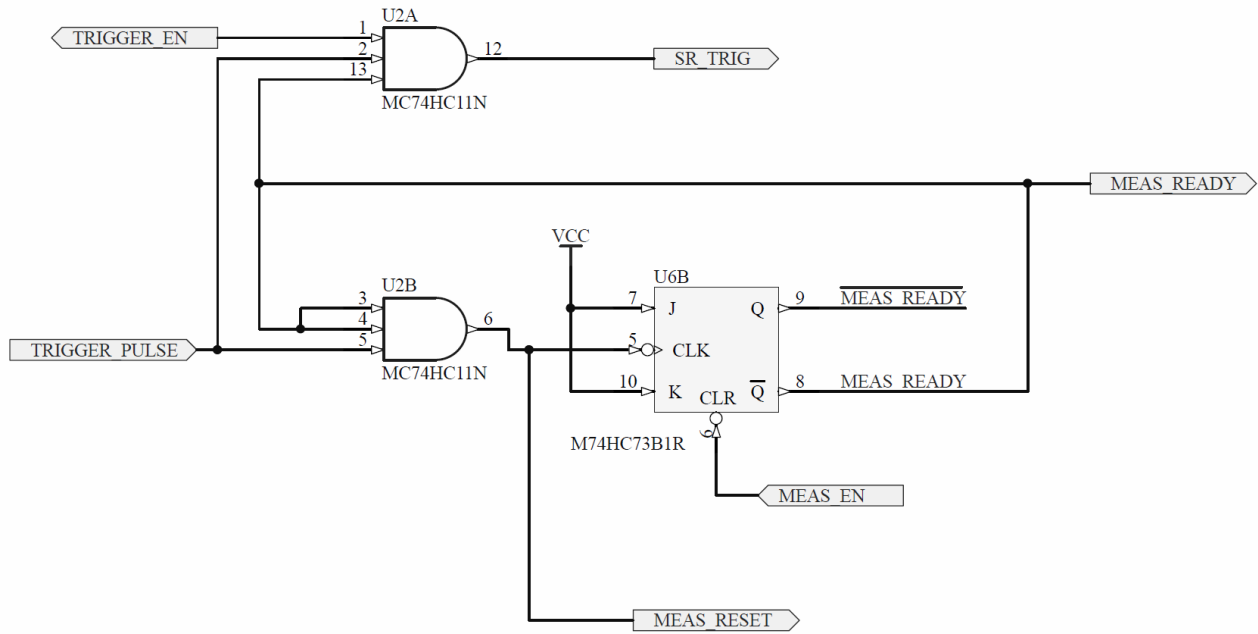 U2A
TRIGGER_EN
1
2
13
12
SR_TRIG
MC74HC11N
MEAS_READY
VCC
U2B
U6B
3
4
5
6
7
J
Q
9
MEAS_READY
TRIGGER_PULSE
5
CLK
MC74HC11N
10
K
CLR
Q
8
MEAS_READY
6
M74HC73B1R
MEAS_EN
MEAS_RESET